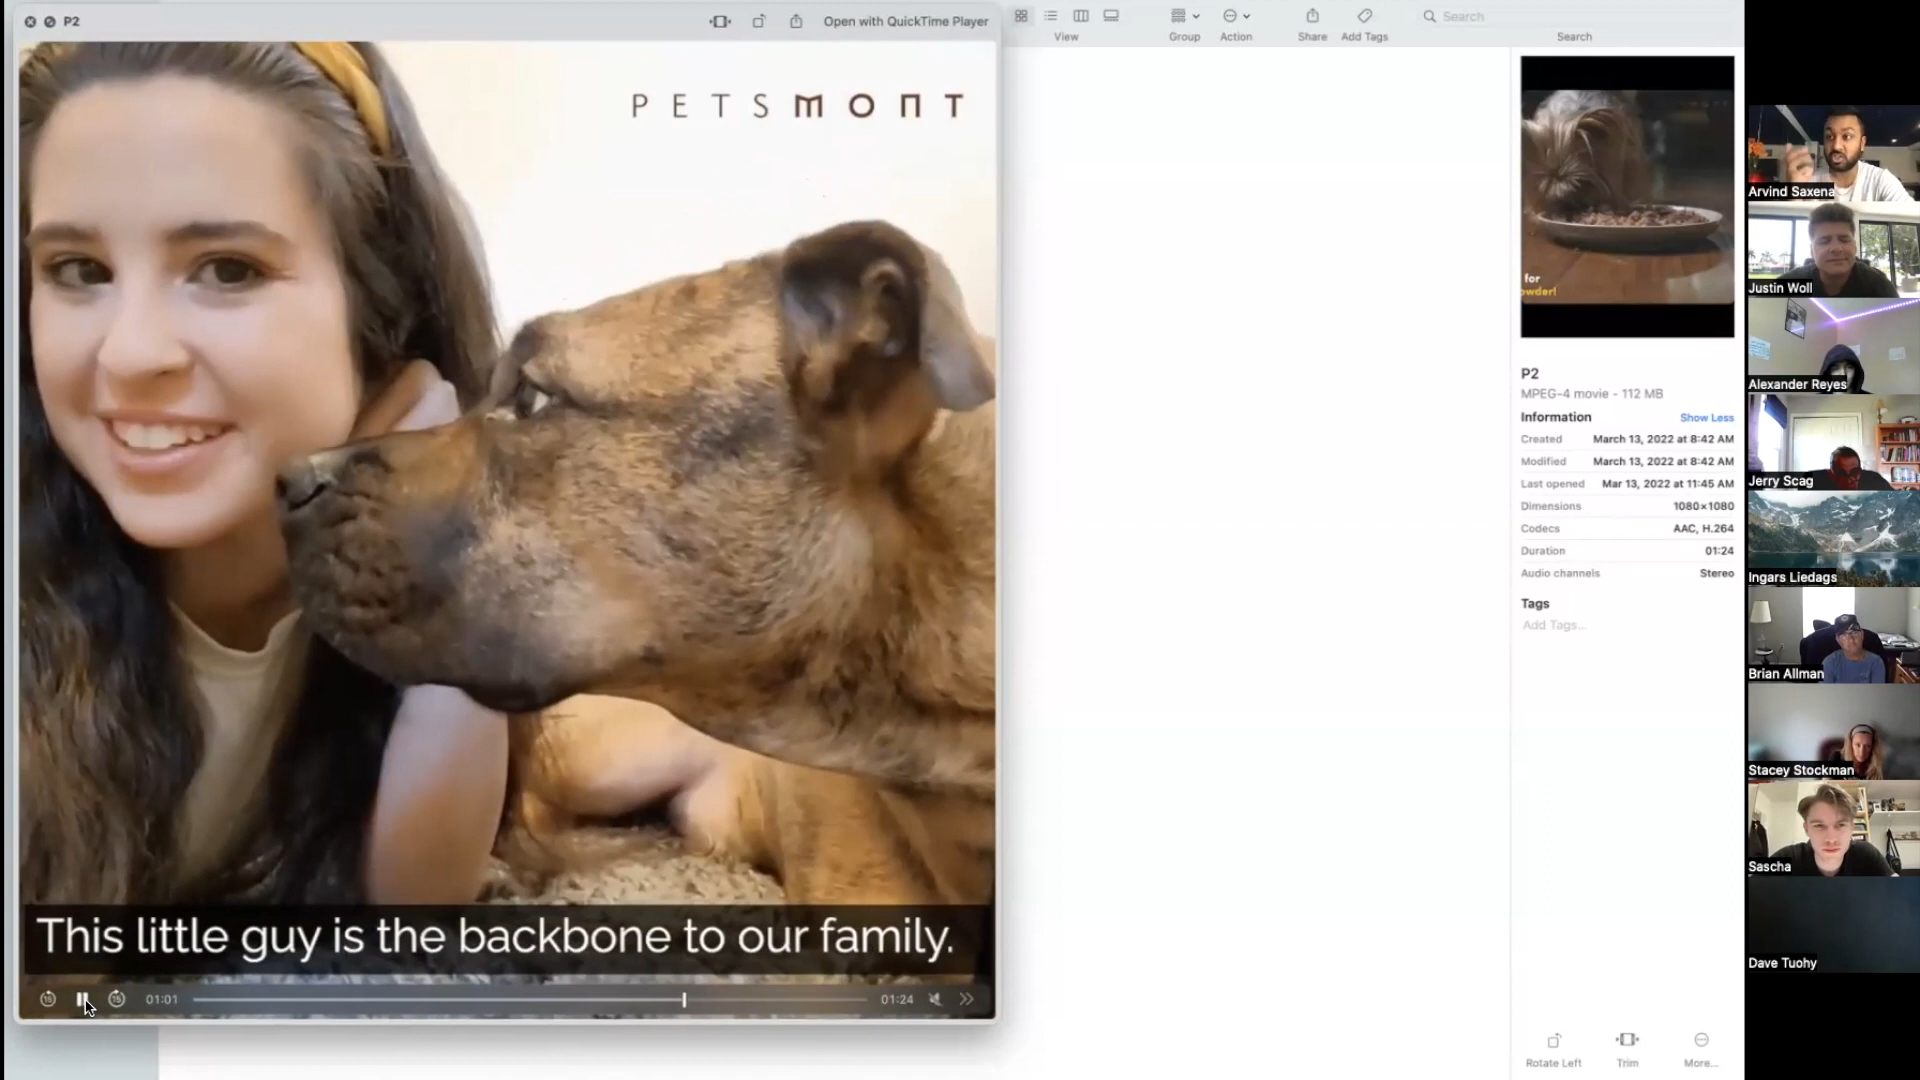 P2
Open with QuickTime Player
PETSMONT
This little guy is the backbone to our family.
15
15
01:01
01:24
View
Group
Action
Share
Add Tags
Search
Search
for
owder!
P2
MPEG-4 movie - 112 MB
Information
Show Less
Created
March 13, 2022 at 8:42 AM
Modified
March 13, 2022 at 8:42 AM
Last opened
Mar 13, 2022 at 11:45 AM
Dimensions
1080×1080
Codecs
AAC, H.264
Duration
01:24
Audio channels
Stereo
Tags
Add Tags...
Rotate Left
Trim
More...
Arvind Saxena
Justin Woll
Alexander Reyes
Jerry Scag
Ingars Liedags
Brian Allman
Stacey Stockman
Sascha
Dave Tuohy